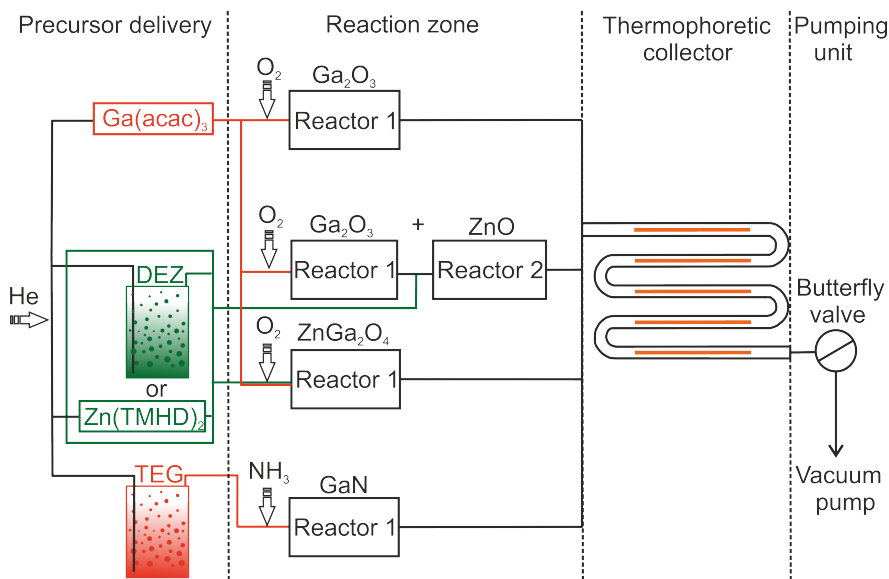 Precursor delivery
Reaction zone
Thermophoretic
collector
Pumping
unit
O₂
Ga₂O₃
Ga(acac)₃
Reactor 1
O₂
Ga₂O₃
+
ZnO
Reactor 1
Reactor 2
DEZ
He
O₂
ZnGa₂O₄
Butterfly
valve
or
Reactor 1
Zn(TMHD)₂
TEG
NH₃
GaN
Reactor 1
Vacuum
pump